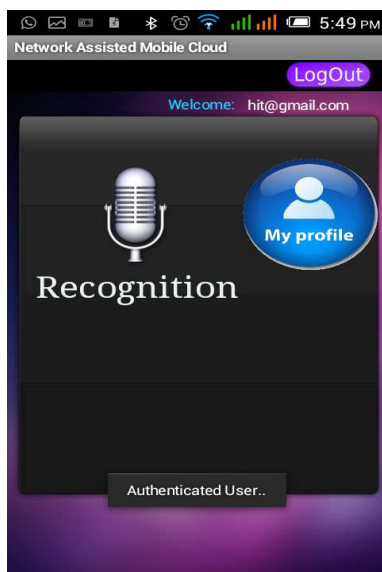 5:49 PM
Network Assisted Mobile Cloud
LogOut
Welcome: hit@gmail.com
My profile
Recognition
Authenticated User..